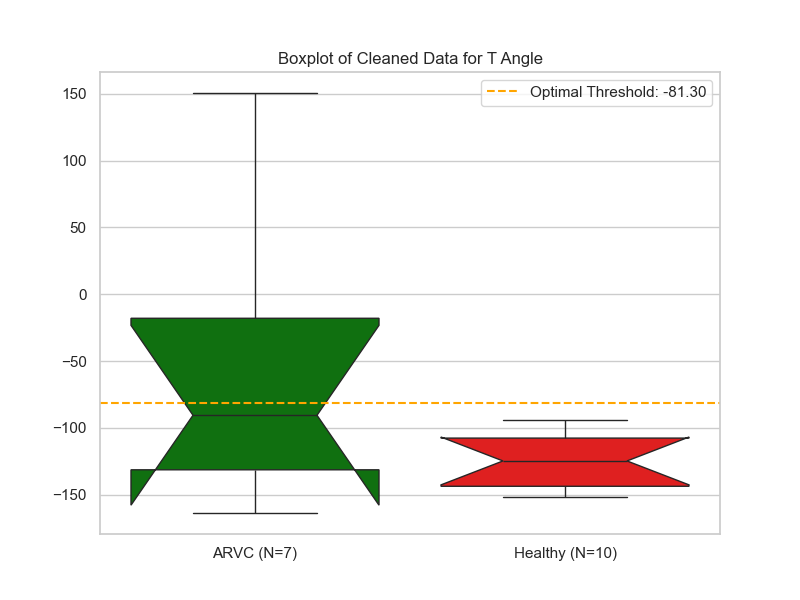 Boxplot of Cleaned Data for T Angle
Optimal Threshold: -81.30
150
100
50
0
−50
−100
−150
ARVC (N=7)
Healthy (N=10)